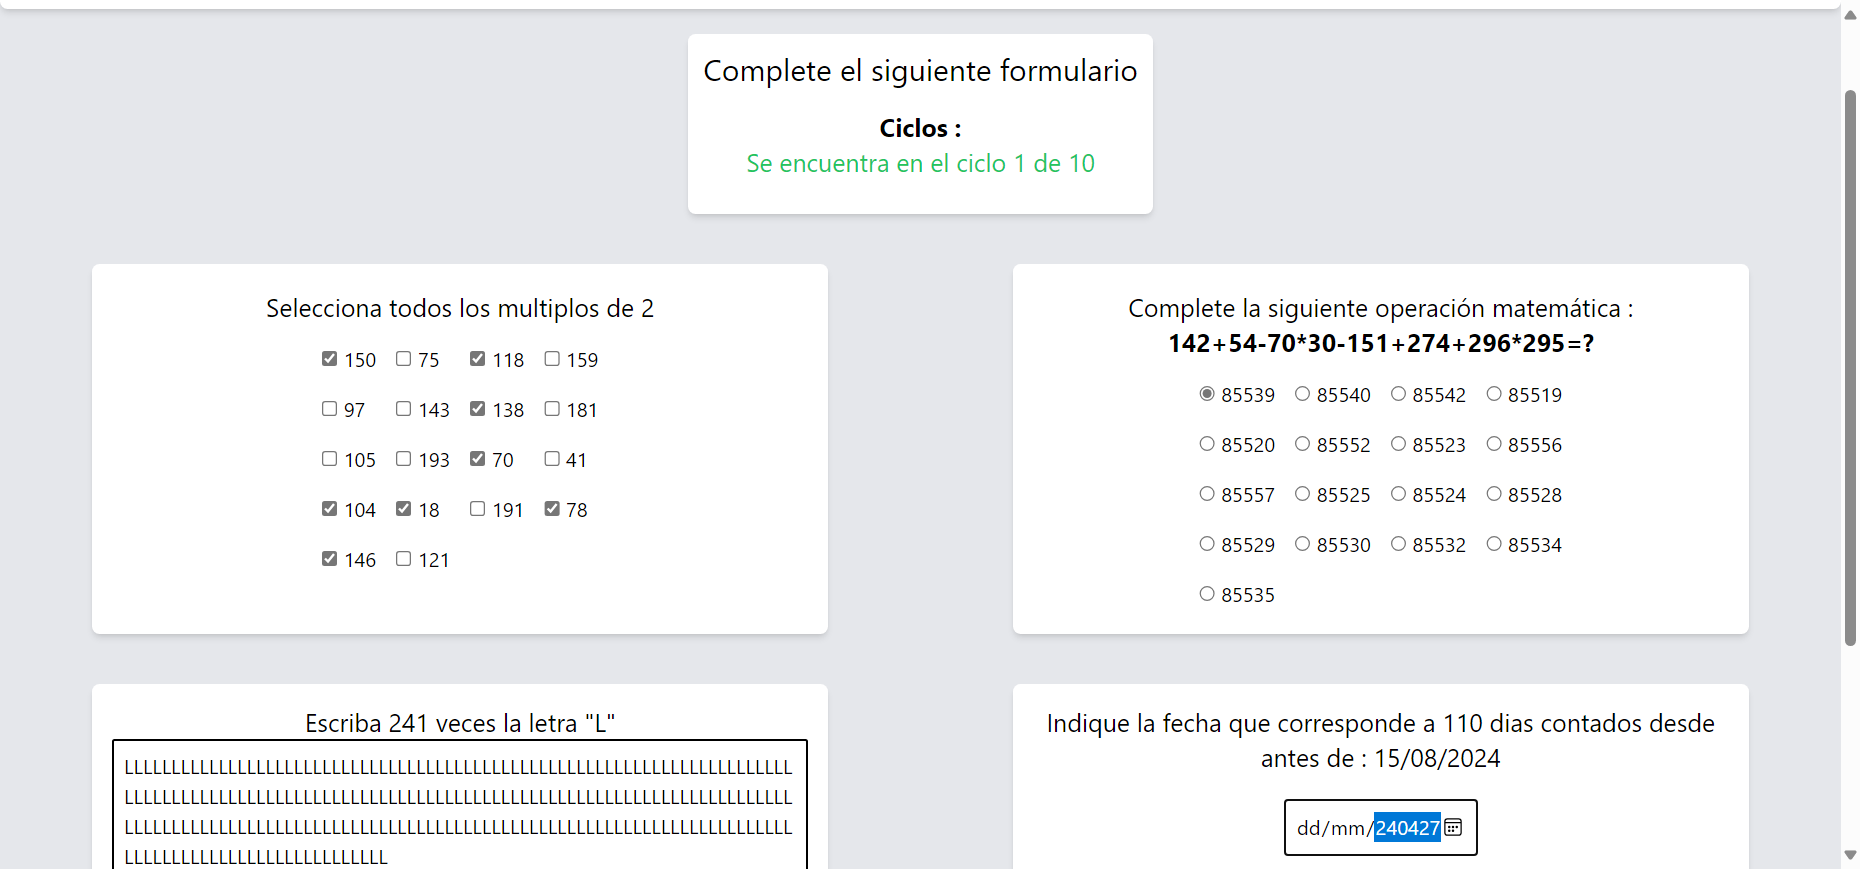 Complete el siguiente formulario
Ciclos :
Se encuentra en el ciclo 1 de 10
Selecciona todos los multiplos de 2
150 75 118 159
97 143 138 181
105 193 70 41
104 18 191 78
146 121
Complete la siguiente operación matemática :
142+54-70*30-151+274+296*295=?
85539 85540 85542 85519
85520 85552 85523 85556
85557 85525 85524 85528
85529 85530 85532 85534
85535
Escriba 241 veces la letra "L"
LLLLLLLLLLLLLLLLLLLLLLLLLLLLLLLLLLLLLLLLLLLLLLLLLLLLLLLLLLLLLLLLLLLLLLL
LLLLLLLLLLLLLLLLLLLLLLLLLLLLLLLLLLLLLLLLLLLLLLLLLLLLLLLLLLLLLLLLLLLLLLL
LLLLLLLLLLLLLLLLLLLLLLLLLLLLLLLLLLLLLLLLLLLLLLLLLLLLLLLLLLLLLLLLLLLLLLL
LLLLLLLLLLLLLLLLLLLLLLLLLLLL
Indique la fecha que corresponde a 110 dias contados desde
antes de : 15/08/2024
dd/mm/240427